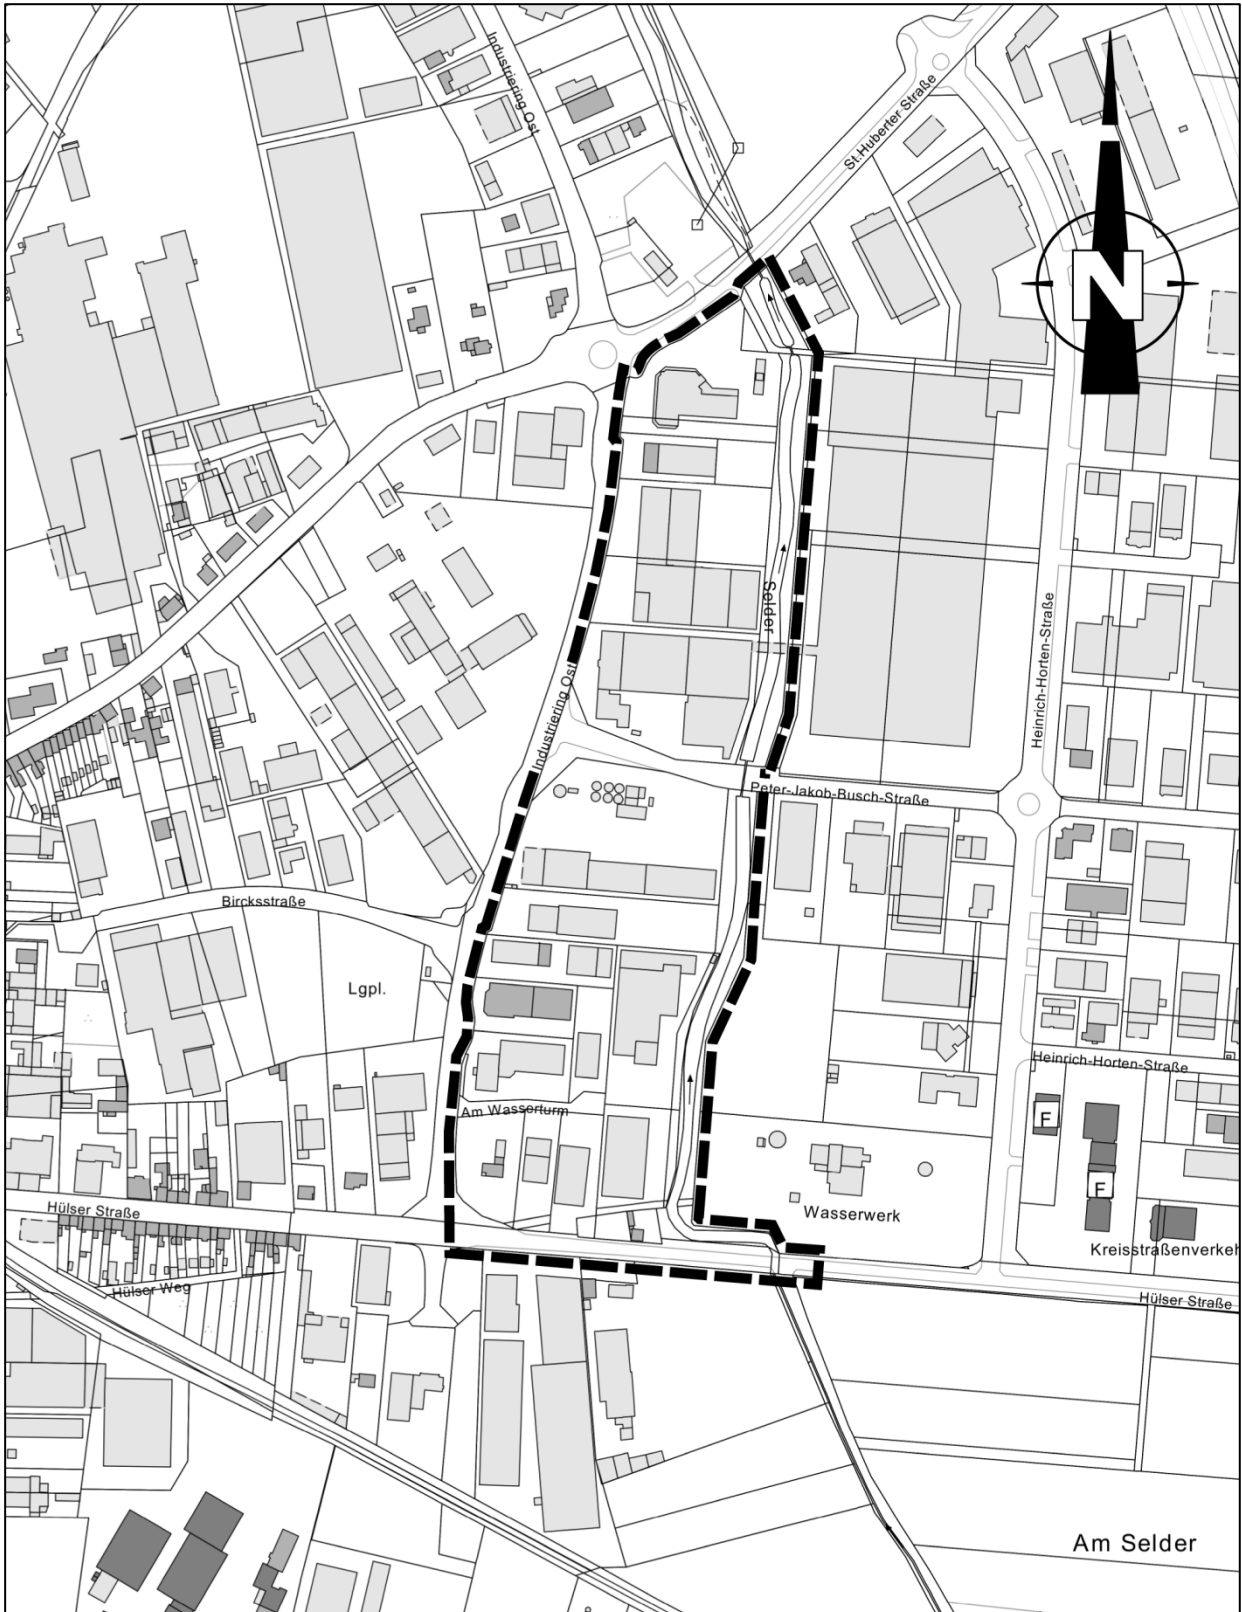 Industriering Ost
St.Huberter Straße
N
Selder
Heinrich-Horten-Straße
Industriering Ost
Peter-Jakob-Busch-Straße
Bircksstraße
Lgpl.
Heinrich-Horten-Straße
Am Wasserturm
F
F
Hülser Straße
Wasserwerk
Kreisstraßenverkeh
Hülser Weg
Hülser Straße
Am Selder